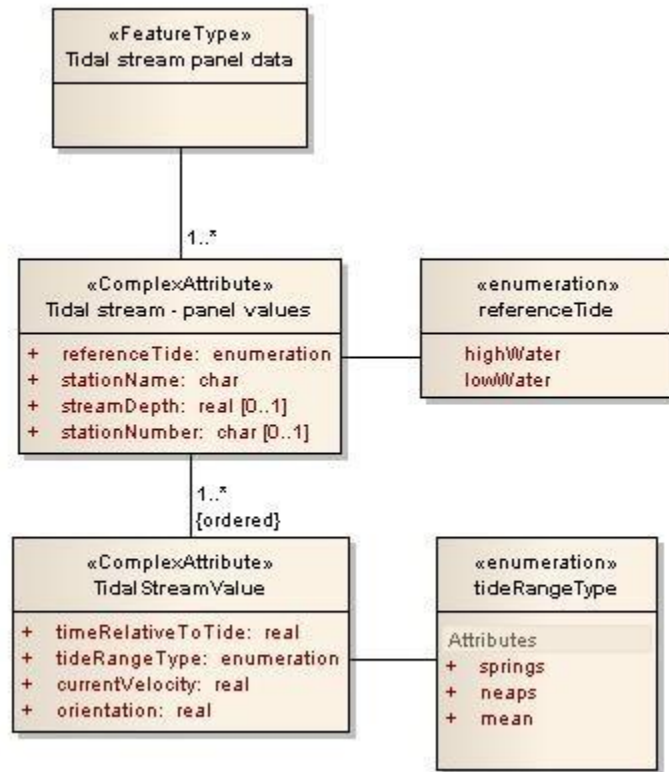 «FeatureType»
Tidal stream panel data
1..*
«ComplexAttribute»
Tidal stream - panel values
+ referenceTide: enumeration
+ stationName: char
+ streamDepth: real [0..1]
+ stationNumber: char [0..1]
«enumeration»
referenceTide
highWater
lowWater
1..*
{ordered}
«ComplexAttribute»
TidalStreamValue
+ timeRelativeToTide: real
+ tideRangeType: enumeration
+ currentVelocity: real
+ orientation: real
«enumeration»
tideRangeType
Attributes
+ springs
+ neaps
+ mean